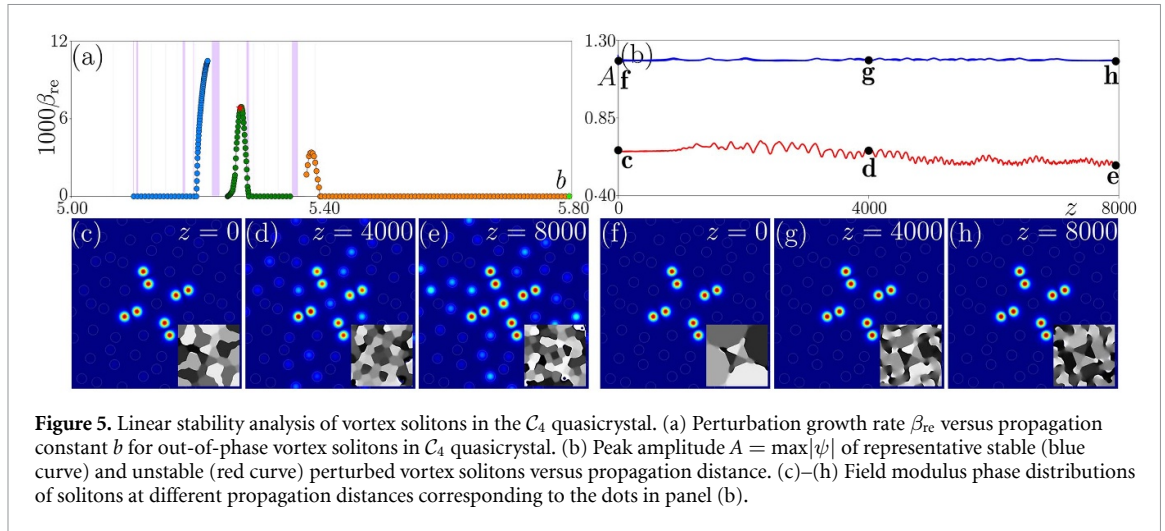 (a)
12
6
0
1000β_re
b
5.00
5.40
5.80
(b)
1.30
A
0.85
0.40
f
g
h
c
d
e
0
4000
z
8000
(c) z = 0
(d) z = 4000
(e) z = 8000
(f) z = 0
(g) z = 4000
(h) z = 8000
Figure 5. Linear stability analysis of vortex solitons in the 𝒞₄ quasicrystal. (a) Perturbation growth rate β_re versus propagation
constant b for out-of-phase vortex solitons in 𝒞₄ quasicrystal. (b) Peak amplitude A = max|ψ| of representative stable (blue
curve) and unstable (red curve) perturbed vortex solitons versus propagation distance. (c)–(h) Field modulus phase distributions
of solitons at different propagation distances corresponding to the dots in panel (b).